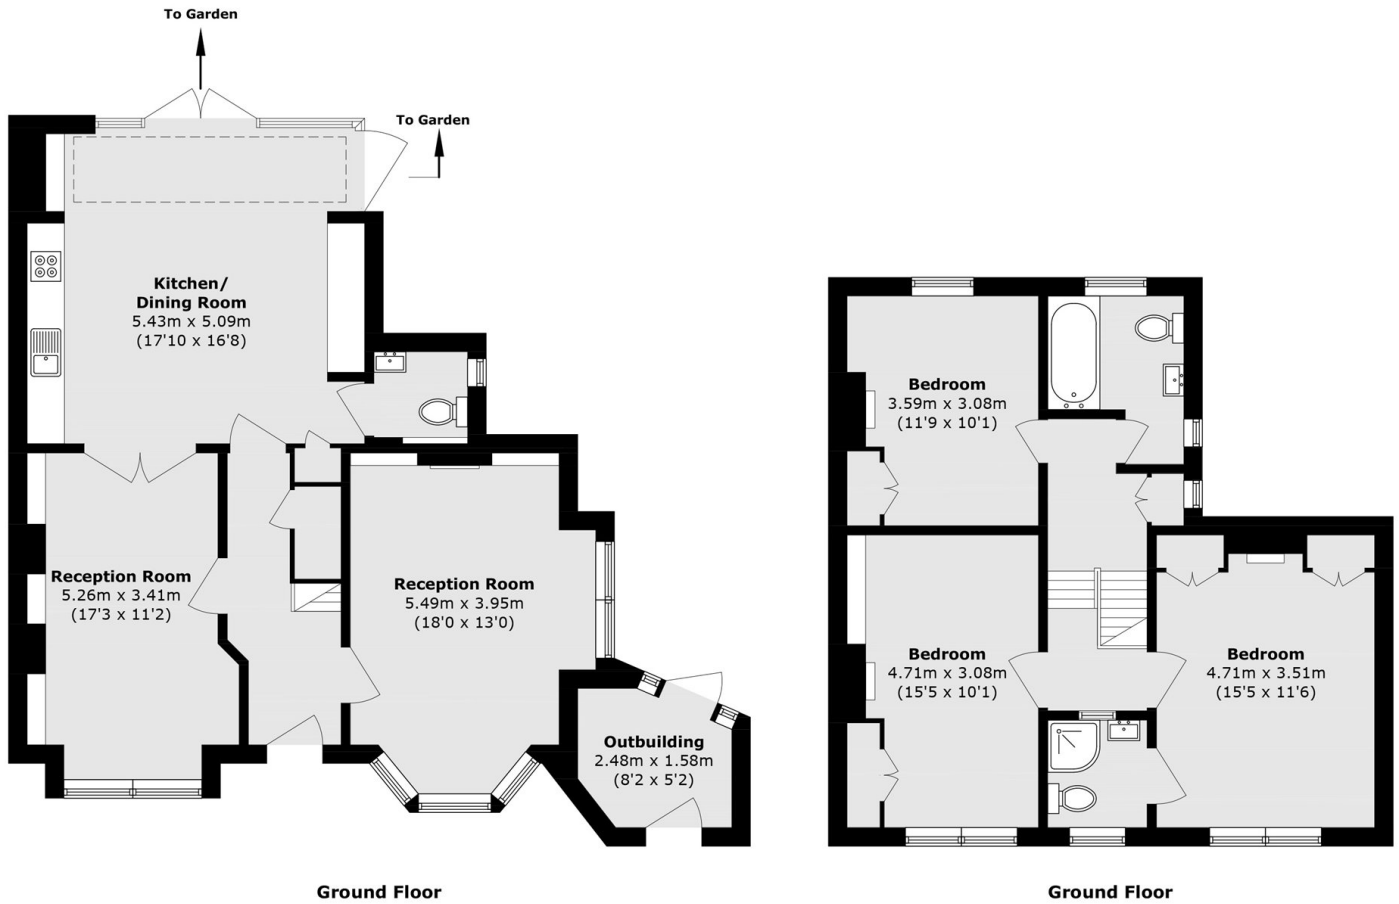 To Garden
To Garden
Kitchen/
Dining Room
5.43m x 5.09m
(17'10 x 16'8)
Reception Room
5.26m x 3.41m
(17'3 x 11'2)
Reception Room
5.49m x 3.95m
(18'0 x 13'0)
Outbuilding
2.48m x 1.58m
(8'2 x 5'2)
Ground Floor
Bedroom
3.59m x 3.08m
(11'9 x 10'1)
Bedroom
4.71m x 3.08m
(15'5 x 10'1)
Bedroom
4.71m x 3.51m
(15'5 x 11'6)
Ground Floor